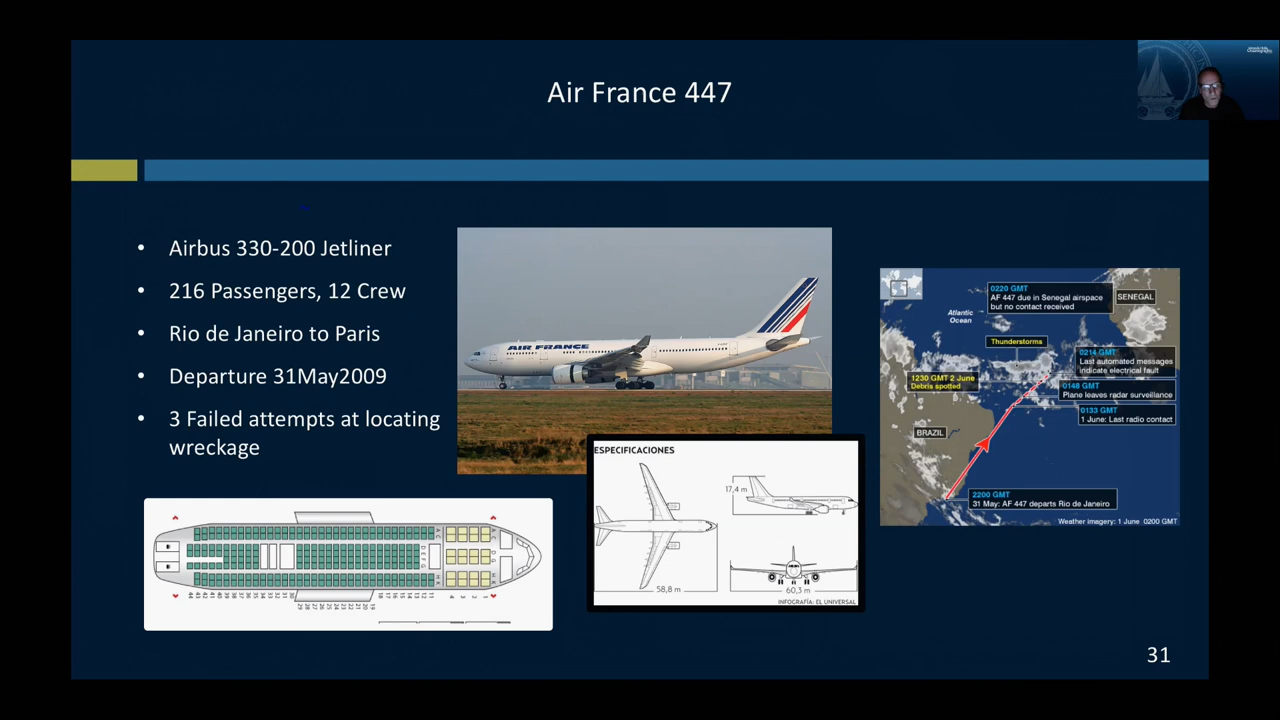 Air France 447
• Airbus 330-200 Jetliner
• 216 Passengers, 12 Crew
• Rio de Janeiro to Paris
• Departure 31May2009
• 3 Failed attempts at locating
wreckage
AIR FRANCE
0220 GMT
AF 447 due in Senegal airspace
but no contact received
SENEGAL
Atlantic
Ocean
Thunderstorms
0214 GMT
Last automated messages
indicate electrical fault
1230 GMT 2 June
Debris spotted
0148 GMT
Plane leaves radar surveillance
0133 GMT
1 June: Last radio contact
BRAZIL
2200 GMT
31 May: AF 447 departs Rio de Janeiro
Weather imagery: 1 June 0200 GMT
ESPECIFICACIONES
17,4 m
58,8 m
60,3 m
INFOGRAFÍA: EL UNIVERSAL
31